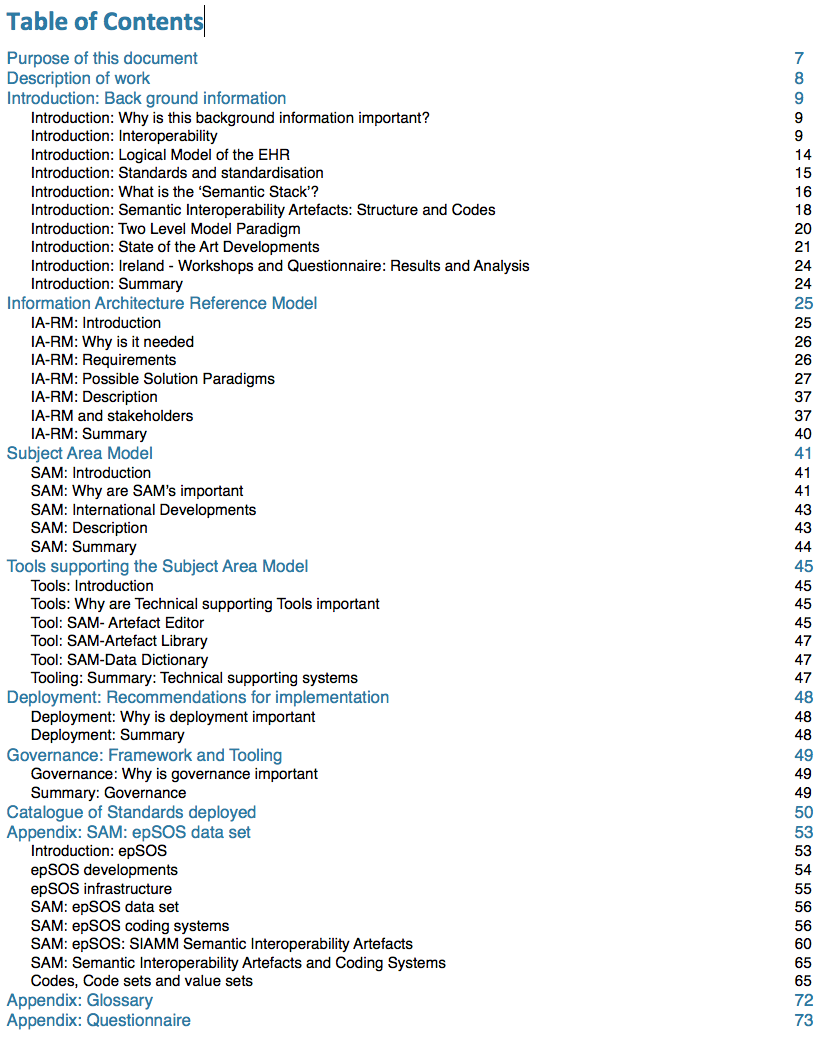 Table of Contents
Purpose of this document 7
Description of work 8
Introduction: Back ground information 9
Introduction: Why is this background information important? 9
Introduction: Interoperability 9
Introduction: Logical Model of the EHR 14
Introduction: Standards and standardisation 15
Introduction: What is the ‘Semantic Stack’? 16
Introduction: Semantic Interoperability Artefacts: Structure and Codes 18
Introduction: Two Level Model Paradigm 20
Introduction: State of the Art Developments 21
Introduction: Ireland - Workshops and Questionnaire: Results and Analysis 24
Introduction: Summary 24
Information Architecture Reference Model 25
IA-RM: Introduction 25
IA-RM: Why is it needed 26
IA-RM: Requirements 26
IA-RM: Possible Solution Paradigms 27
IA-RM: Description 37
IA-RM and stakeholders 37
IA-RM: Summary 40
Subject Area Model 41
SAM: Introduction 41
SAM: Why are SAM’s important 41
SAM: International Developments 43
SAM: Description 43
SAM: Summary 44
Tools supporting the Subject Area Model 45
Tools: Introduction 45
Tools: Why are Technical supporting Tools important 45
Tool: SAM- Artefact Editor 45
Tool: SAM-Artefact Library 47
Tool: SAM-Data Dictionary 47
Tooling: Summary: Technical supporting systems 47
Deployment: Recommendations for implementation 48
Deployment: Why is deployment important 48
Deployment: Summary 48
Governance: Framework and Tooling 49
Governance: Why is governance important 49
Summary: Governance 49
Catalogue of Standards deployed 50
Appendix: SAM: epSOS data set 53
Introduction: epSOS 53
epSOS developments 54
epSOS infrastructure 55
SAM: epSOS data set 56
SAM: epSOS coding systems 56
SAM: epSOS: SIAMM Semantic Interoperability Artefacts 60
SAM: Semantic Interoperability Artefacts and Coding Systems 65
Codes, Code sets and value sets 65
Appendix: Glossary 72
Appendix: Questionnaire 73